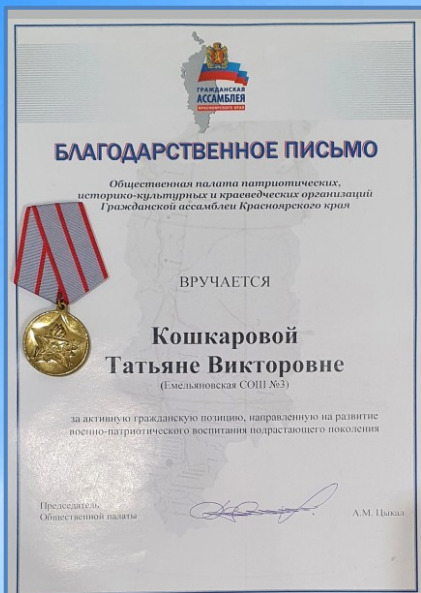 ГРАЖДАНСКАЯ
АССАМБЛЕЯ
КРАСНОЯРСКОГО КРАЯ
БЛАГОДАРСТВЕННОЕ ПИСЬМО
Общественная палата патриотических,
историко-культурных и краеведческих организаций
Гражданской ассамблеи Красноярского края
ВРУЧАЕТСЯ
Кошкаровой
Татьяне Викторовне
(Емельяновская СОШ №3)
за активную гражданскую позицию, направленную на развитие
военно-патриотического воспитания подрастающего поколения
Председатель
Общественной палаты
А.М. Цыкал